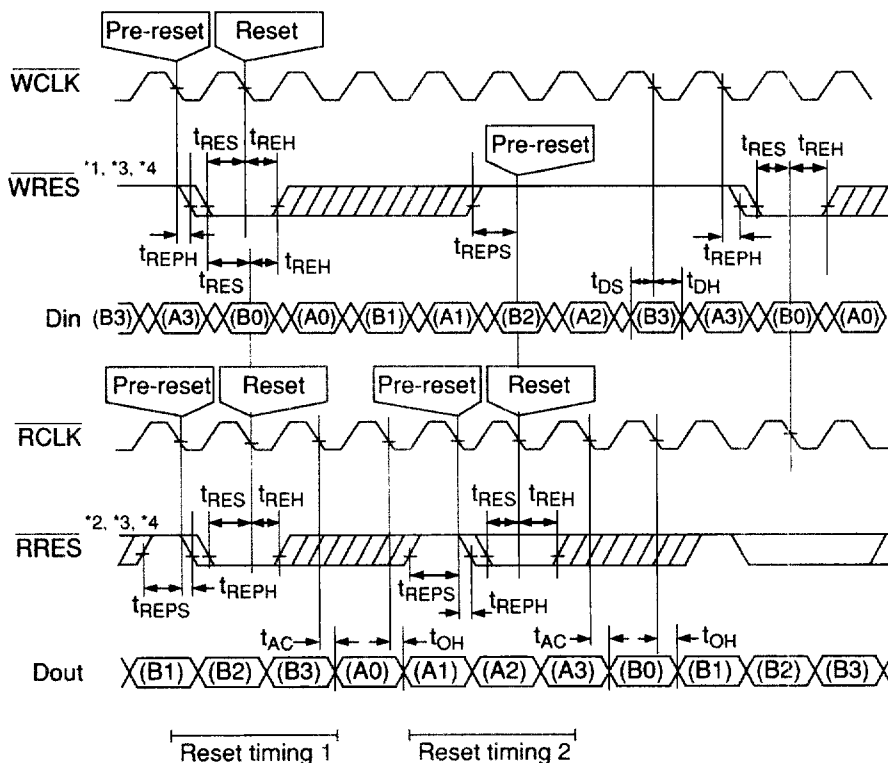 Pre-reset Reset
WCLK
tRES tREH Pre-reset tRES tREH
WRES *1, *3, *4
tREPH tRES tREH tREPS tREPH
tDS tDH
Din (B3) (A3) (B0) (A0) (B1) (A1) (B2) (A2) (B3) (A3) (B0) (A0)
Pre-reset Reset Pre-reset Reset
RCLK
tRES tREH tRES tREH
RRES *2, *3, *4
tREPS tREPH tREPS tREPH
tAC tOH tAC tOH
Dout (B1) (B2) (B3) (A0) (A1) (A2) (A3) (B0) (B1) (B2) (B3)
Reset timing 1 Reset timing 2